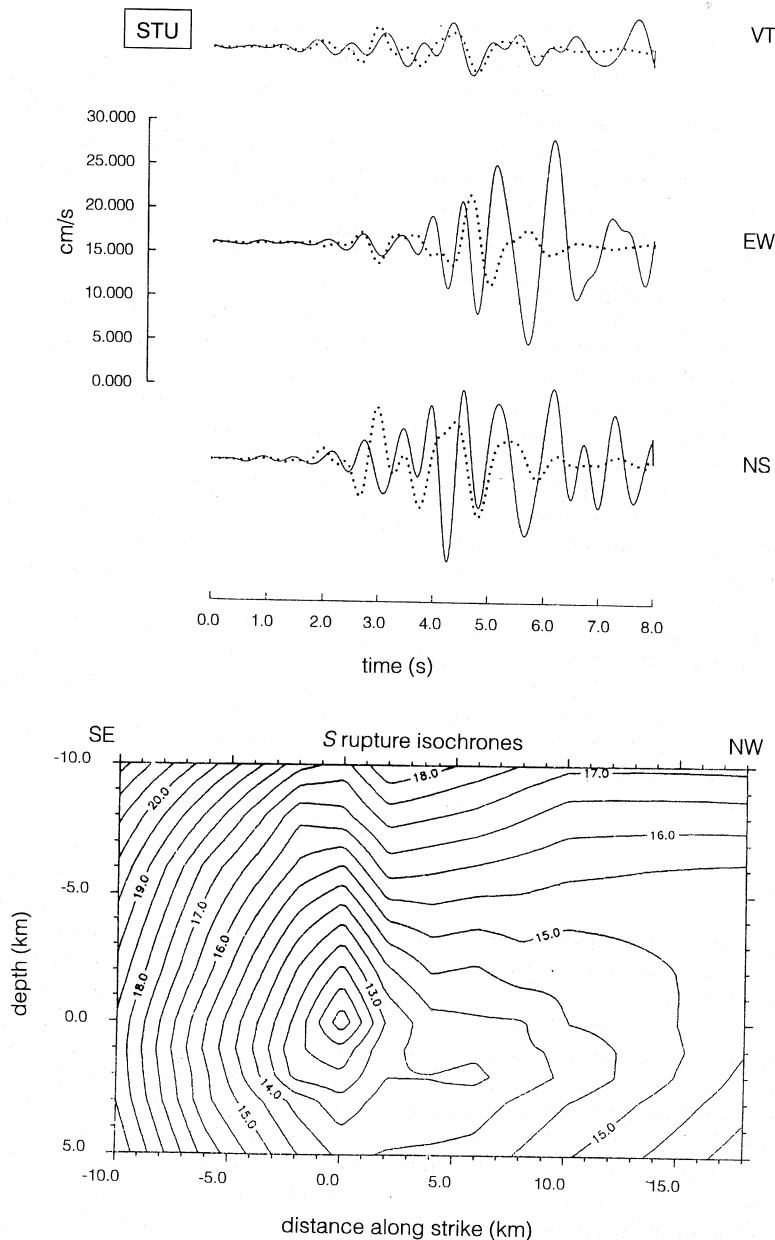 STU
VT
30.000
25.000
20.000
15.000
10.000
5.000
0.000
cm/s
EW
NS
0.0 1.0 2.0 3.0 4.0 5.0 6.0 7.0 8.0
time (s)
SE
S rupture isochrones
NW
-10.0
-5.0
0.0
5.0
depth (km)
20.0
19.0
18.0
17.0
16.0
18.0
17.0
16.0
15.0
13.0
14.0
15.0
15.0
-10.0 -5.0 0.0 5.0 10.0 15.0
distance along strike (km)